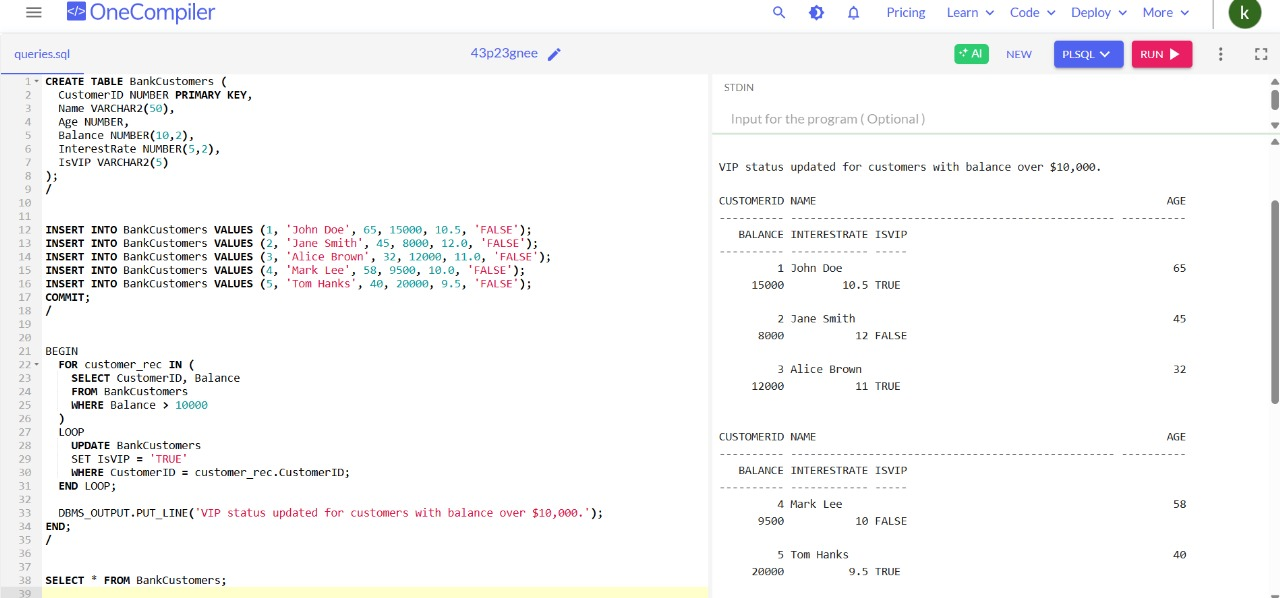 OneCompiler
Pricing Learn Code Deploy More k
queries.sql 43p23gnee AI NEW PLSQL RUN
1 CREATE TABLE BankCustomers (
2 CustomerID NUMBER PRIMARY KEY,
3 Name VARCHAR2(50),
4 Age NUMBER,
5 Balance NUMBER(10,2),
6 InterestRate NUMBER(5,2),
7 IsVIP VARCHAR2(5)
8 );
9 /
10
11
12 INSERT INTO BankCustomers VALUES (1, 'John Doe', 65, 15000, 10.5, 'FALSE');
13 INSERT INTO BankCustomers VALUES (2, 'Jane Smith', 45, 8000, 12.0, 'FALSE');
14 INSERT INTO BankCustomers VALUES (3, 'Alice Brown', 32, 12000, 11.0, 'FALSE');
15 INSERT INTO BankCustomers VALUES (4, 'Mark Lee', 58, 9500, 10.0, 'FALSE');
16 INSERT INTO BankCustomers VALUES (5, 'Tom Hanks', 40, 20000, 9.5, 'FALSE');
17 COMMIT;
18 /
19
20
21 BEGIN
22 FOR customer_rec IN (
23 SELECT CustomerID, Balance
24 FROM BankCustomers
25 WHERE Balance > 10000
26 )
27 LOOP
28 UPDATE BankCustomers
29 SET IsVIP = 'TRUE'
30 WHERE CustomerID = customer_rec.CustomerID;
31 END LOOP;
32
33 DBMS_OUTPUT.PUT_LINE('VIP status updated for customers with balance over $10,000.');
34 END;
35 /
36
37
38 SELECT * FROM BankCustomers;
39
STDIN
Input for the program ( Optional )
VIP status updated for customers with balance over $10,000.
CUSTOMERID NAME AGE
---------- -------------------------------------------------- ----------
BALANCE INTERESTRATE ISVIP
---------- ------------ -----
1 John Doe 65
15000 10.5 TRUE
2 Jane Smith 45
8000 12 FALSE
3 Alice Brown 32
12000 11 TRUE
CUSTOMERID NAME AGE
---------- -------------------------------------------------- ----------
BALANCE INTERESTRATE ISVIP
---------- ------------ -----
4 Mark Lee 58
9500 10 FALSE
5 Tom Hanks 40
20000 9.5 TRUE